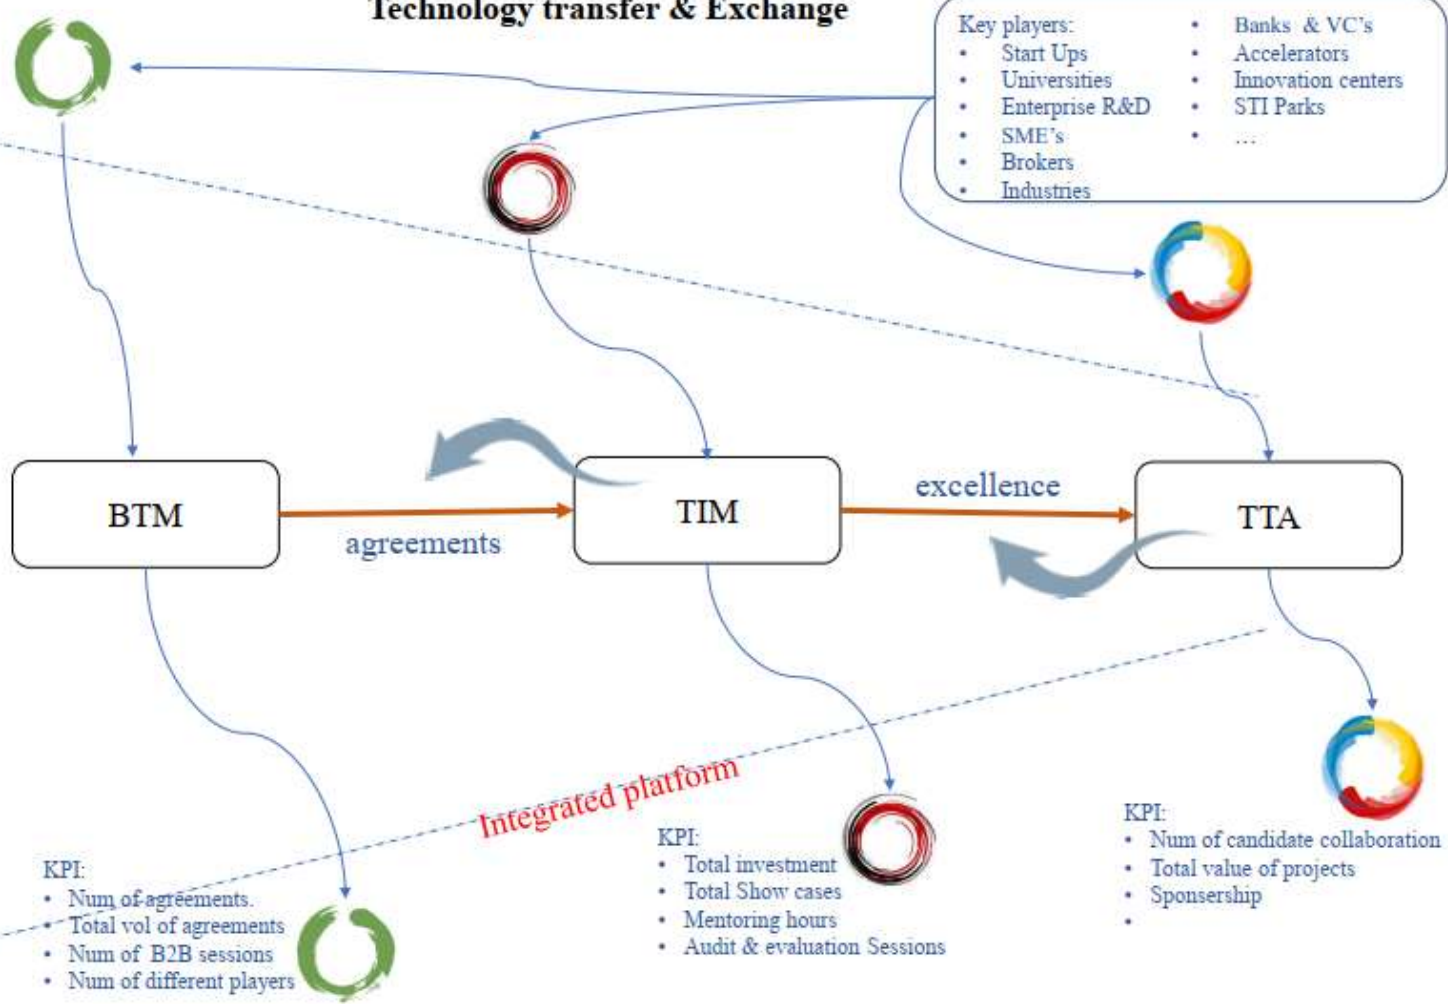 Technology transfer & Exchange
Key players:
• Start Ups
• Universities
• Enterprise R&D
• SME's
• Brokers
• Industries
• Banks & VC's
• Accelerators
• Innovation centers
• STI Parks
• ...
BTM
agreements
TIM
excellence
TTA
Integrated platform
KPI:
• Num of agreements.
• Total vol of agreements
• Num of B2B sessions
• Num of different players
KPI:
• Total investment
• Total Show cases
• Mentoring hours
• Audit & evaluation Sessions
KPI:
• Num of candidate collaboration
• Total value of projects
• Sponsership
•